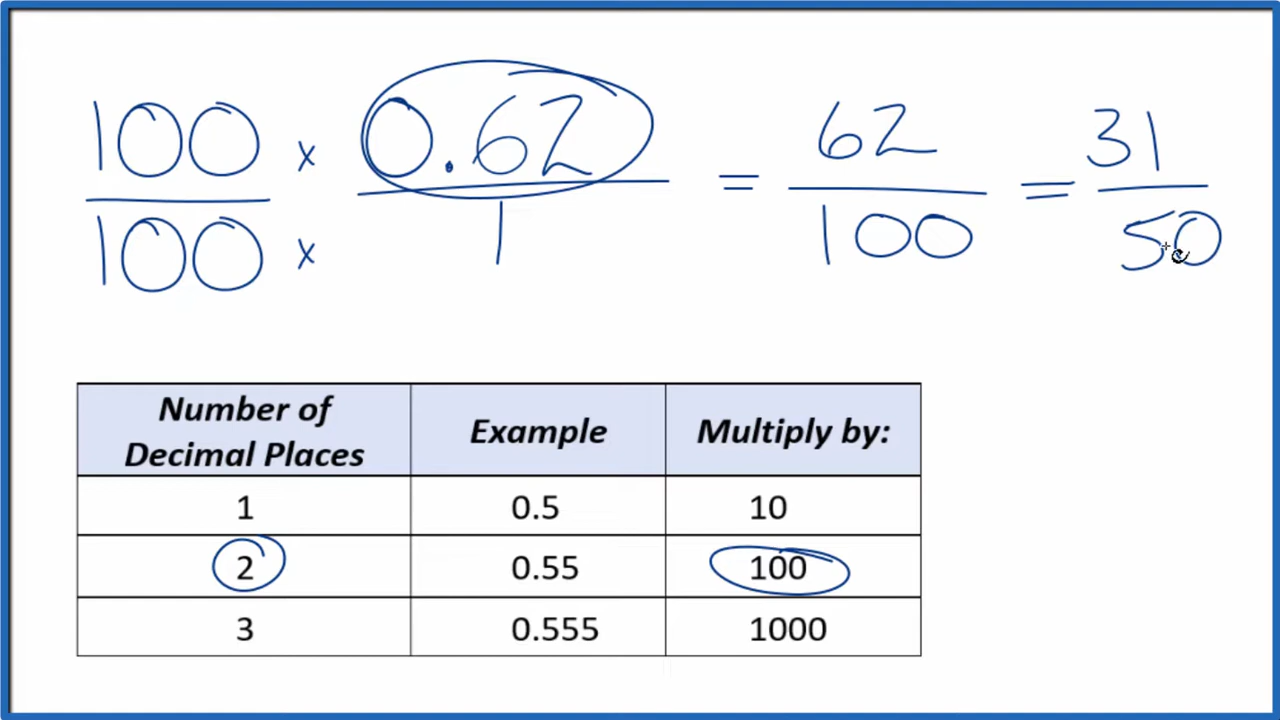 100 × 0.62 = 62 = 31
100 × 1 100 50
Number of Decimal Places Example Multiply by:
1 0.5 10
2 0.55 100
3 0.555 1000